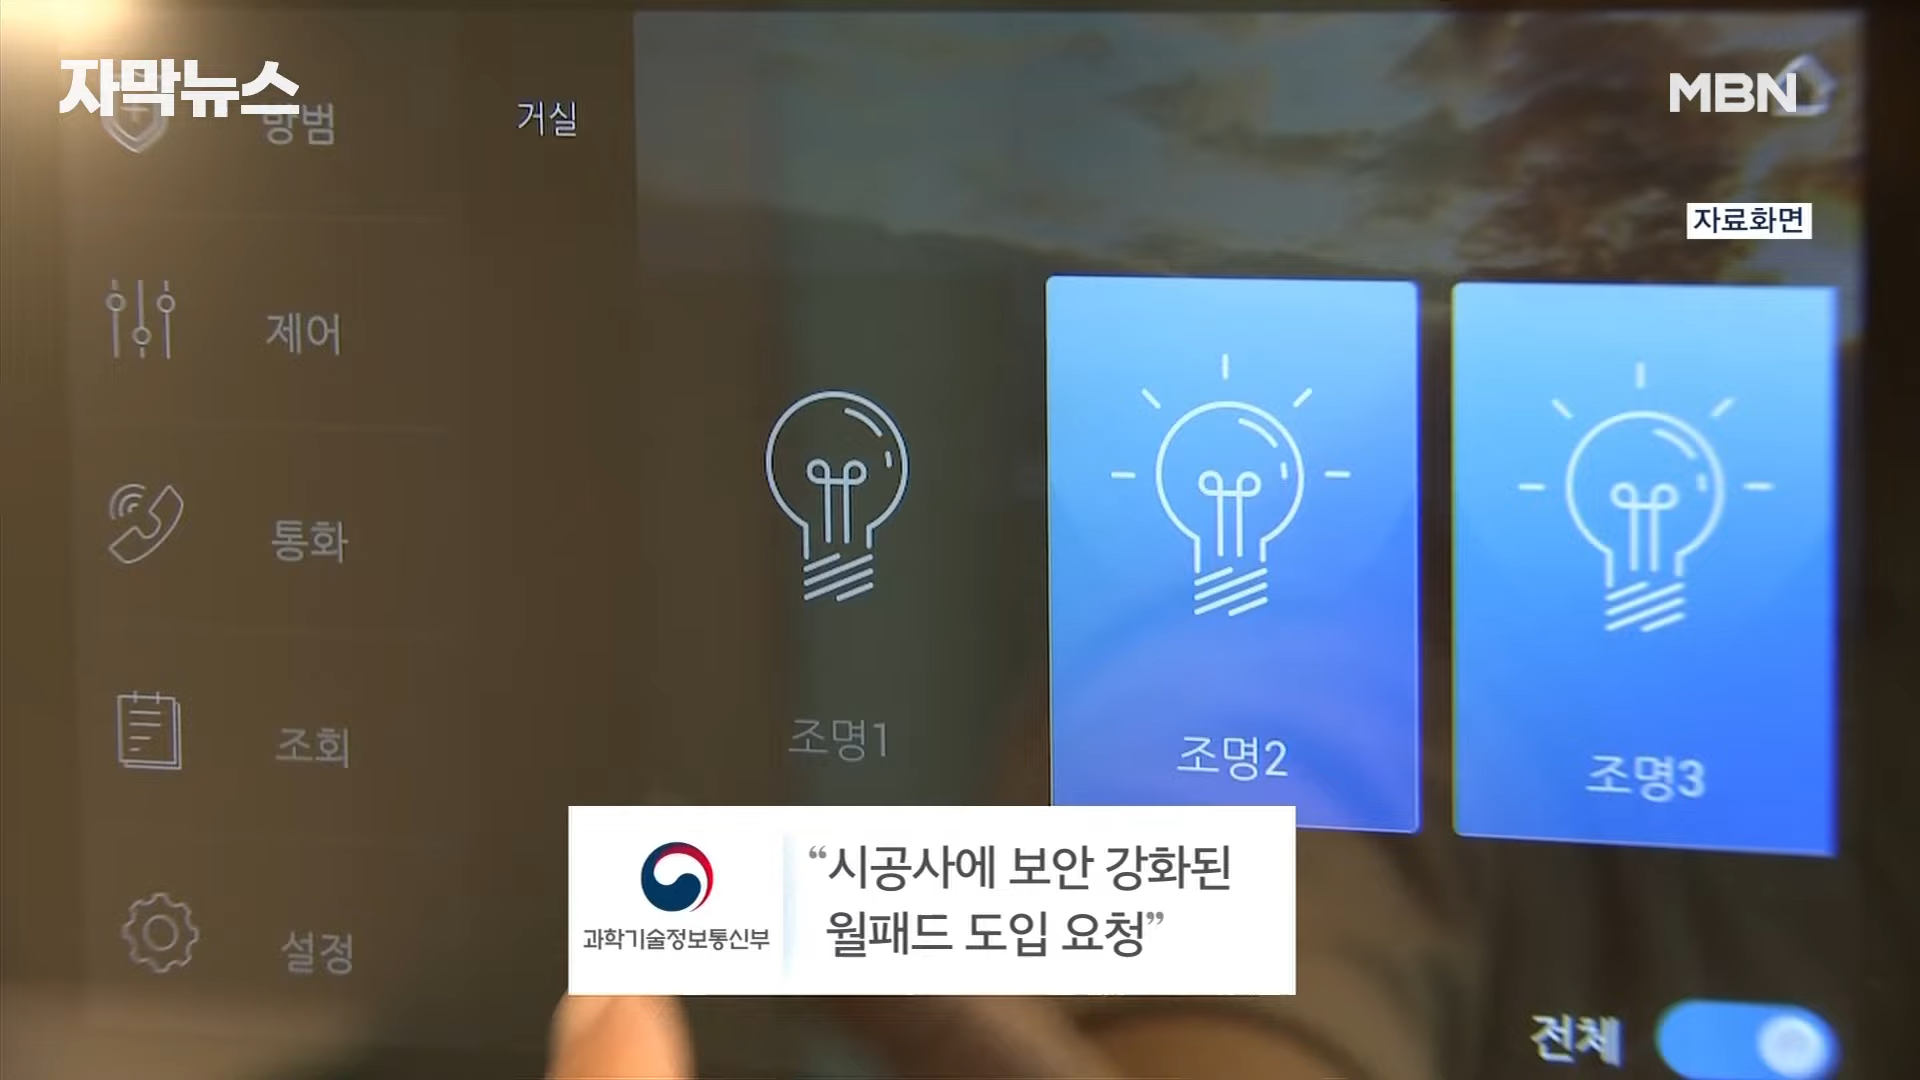 자막뉴스
MBN
방범
거실
자료화면
제어
통화
조회
설정
조명1
조명2
조명3
과학기술정보통신부
“시공사에 보안 강화된
월패드 도입 요청”
전체